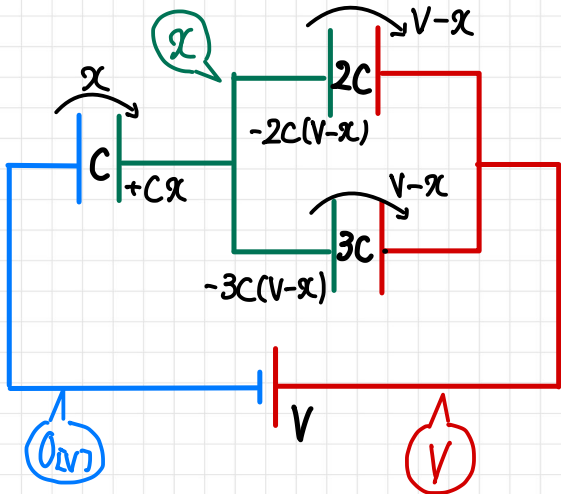 V-x
x
x
2C
-2C(V-x)
C
+Cx
V-x
3C
-3C(V-x)
V
0[V]
V